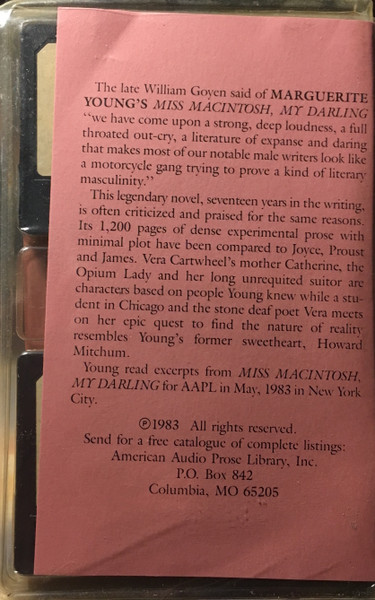 The late William Goyen said of MARGUERITE
YOUNG'S MISS MACINTOSH, MY DARLING
"we have come upon a strong, deep loudness, a full
throated out-cry, a literature of expanse and daring
that makes most of our notable male writers look like
a motorcycle gang trying to prove a kind of literary
masculinity."
This legendary novel, seventeen years in the writing,
is often criticized and praised for the same reasons.
Its 1,200 pages of dense experimental prose with
minimal plot have been compared to Joyce, Proust
and James. Vera Cartwheel's mother Catherine, the
Opium Lady and her long unrequited suitor are
characters based on people Young knew while a stu-
dent in Chicago and the stone deaf poet Vera meets
on her epic quest to find the nature of reality
resembles Young's former sweetheart, Howard
Mitchum.
Young read excerpts from MISS MACINTOSH,
MY DARLING for AAPL in May, 1983 in New York
City.
℗1983 All rights reserved.
Send for a free catalogue of complete listings:
American Audio Prose Library, Inc.
P.O. Box 842
Columbia, MO 65205